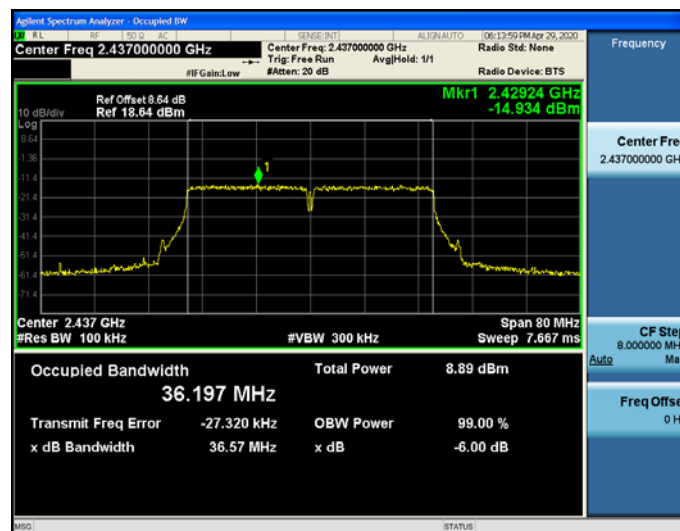 Agilent Spectrum Analyzer - Occupied BW
RL RF 50 Ω AC SENSE:INT ALIGN AUTO 06:13:59 PM Apr 29, 2020
Center Freq 2.437000000 GHz
Center Freq: 2.437000000 GHz
Radio Std: None
Trig: Free Run Avg|Hold: 1/1
#IFGain:Low #Atten: 20 dB Radio Device: BTS
Frequency
Ref Offset 8.64 dB
10 dB/div Ref 18.64 dBm
Mkr1 2.42924 GHz
-14.934 dBm
Log
8.64
-1.36
-11.4
-21.4
-31.4
-41.4
-51.4
-61.4
-71.4
1
Center 2.437 GHz Span 80 MHz
#Res BW 100 kHz #VBW 300 kHz Sweep 7.667 ms
Occupied Bandwidth Total Power 8.89 dBm
36.197 MHz
Transmit Freq Error -27.320 kHz OBW Power 99.00 %
x dB Bandwidth 36.57 MHz x dB -6.00 dB
Center Fre
2.437000000 GH
CF Ste
8.000000 MH
Auto Ma
Freq Offse
0 H
MSG STATUS